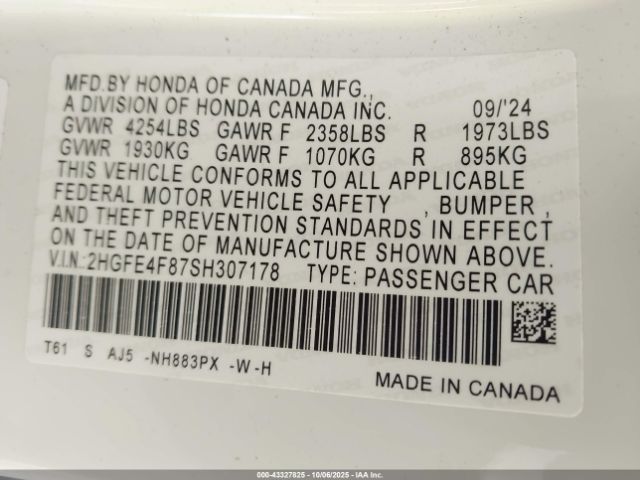 MFD.BY HONDA OF CANADA MFG.,
A DIVISION OF HONDA CANADA INC. 09/'24
GVWR 4254LBS GAWR F 2358LBS R 1973LBS
GVWR 1930KG GAWR F 1070KG R 895KG
THIS VEHICLE CONFORMS TO ALL APPLICABLE
FEDERAL MOTOR VEHICLE SAFETY , BUMPER ,
AND THEFT PREVENTION STANDARDS IN EFFECT
ON THE DATE OF MANUFACTURE SHOWN ABOVE.
V.I.N.:2HGFE4F87SH307178 TYPE:PASSENGER CAR
T61 S AJ5 -NH883PX -W-H
MADE IN CANADA
000-43327825 - 10/06/2025 - IAA Inc.